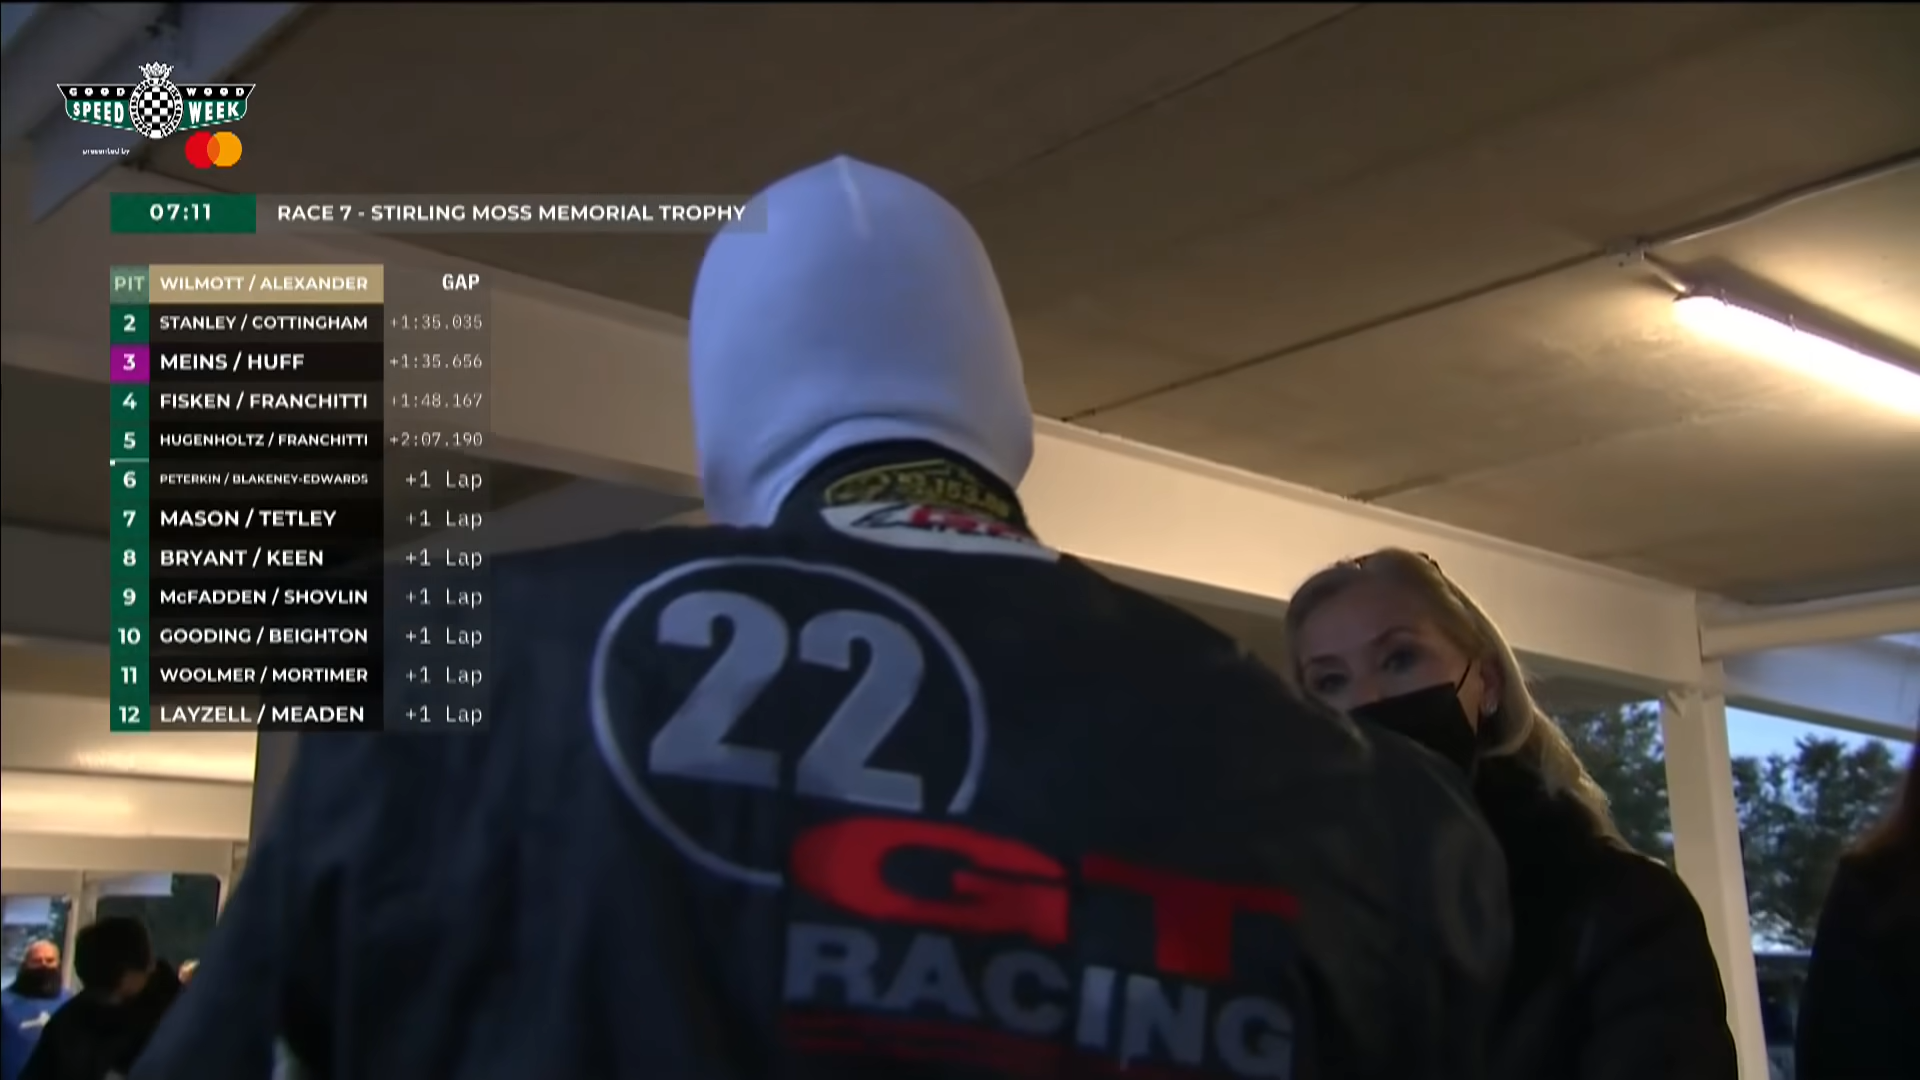 GOOD WOOD
SPEED WEEK
presented by
07:11 RACE 7 - STIRLING MOSS MEMORIAL TROPHY
PIT WILMOTT / ALEXANDER GAP
2 STANLEY / COTTINGHAM +1:35.035
3 MEINS / HUFF +1:35.656
4 FISKEN / FRANCHITTI +1:48.167
5 HUGENHOLTZ / FRANCHITTI +2:07.190
6 PETERKIN / BLAKENEY-EDWARDS +1 Lap
7 MASON / TETLEY +1 Lap
8 BRYANT / KEEN +1 Lap
9 McFADDEN / SHOVLIN +1 Lap
10 GOODING / BEIGHTON +1 Lap
11 WOOLMER / MORTIMER +1 Lap
12 LAYZELL / MEADEN +1 Lap
22
GT
RACING